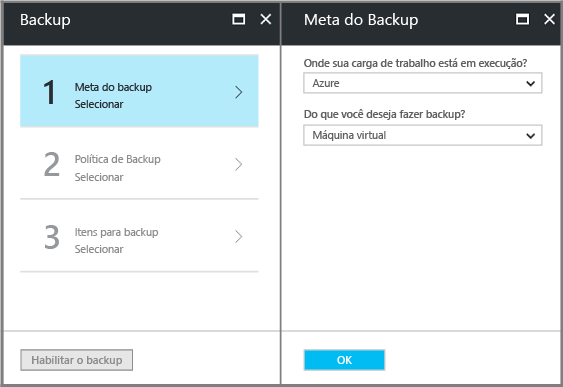 Backup
1
Meta do backup
Selecionar
2
Política de Backup
Selecionar
3
Itens para backup
Selecionar
Habilitar o backup
Meta do Backup
Onde sua carga de trabalho está em execução?
Azure
Do que você deseja fazer backup?
Máquina virtual
OK